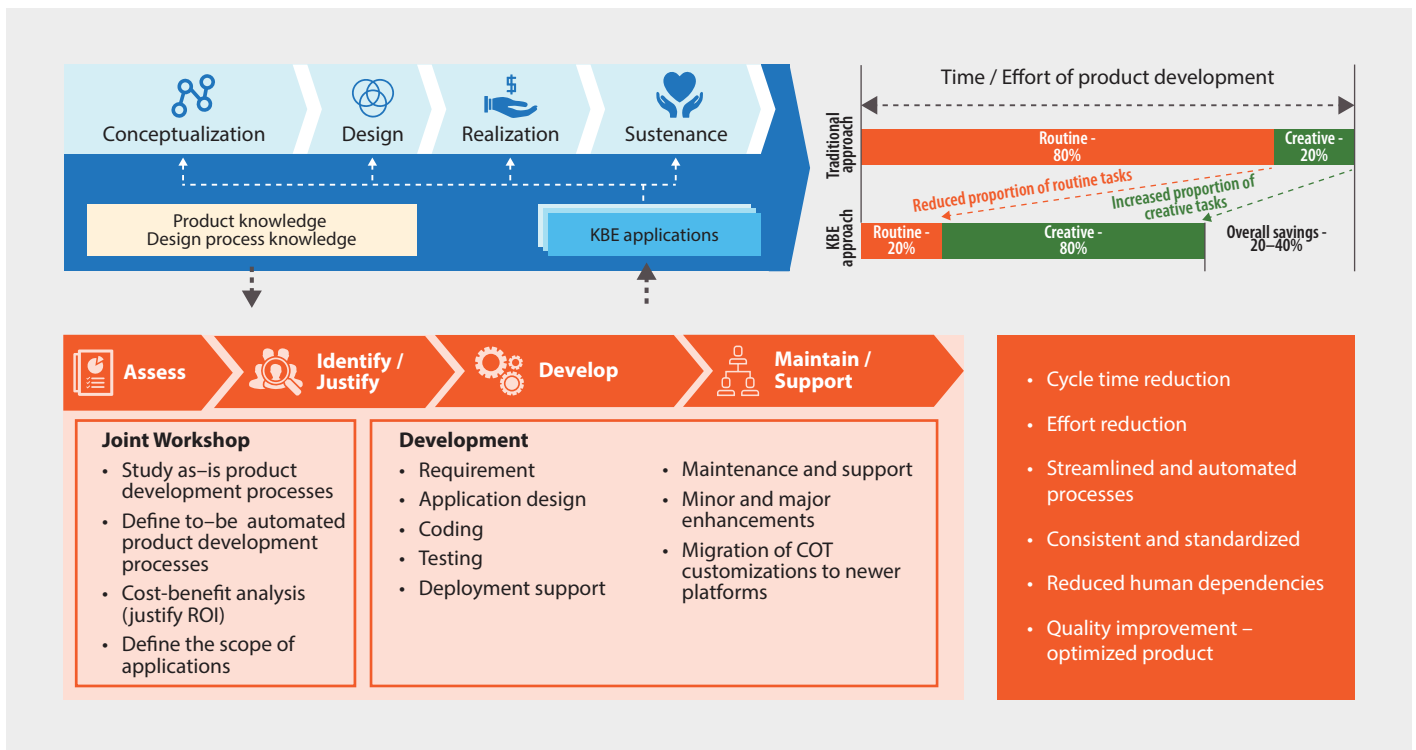 Conceptualization
Design
Realization
Sustenance
Product knowledge
Design process knowledge
KBE applications
Time / Effort of product development
Traditional
approach
Routine -
80%
Creative -
20%
Reduced proportion of routine tasks
Increased proportion of
creative tasks
KBE
approach
Routine -
20%
Creative -
80%
Overall savings -
20–40%
Assess
Identify /
Justify
Develop
Maintain /
Support
Joint Workshop
• Study as–is product
development processes
• Define to–be automated
product development
processes
• Cost-benefit analysis
(justify ROI)
• Define the scope of
applications
Development
• Requirement
• Application design
• Coding
• Testing
• Deployment support
• Maintenance and support
• Minor and major
enhancements
• Migration of COT
customizations to newer
platforms
• Cycle time reduction
• Effort reduction
• Streamlined and automated
processes
• Consistent and standardized
• Reduced human dependencies
• Quality improvement –
optimized product